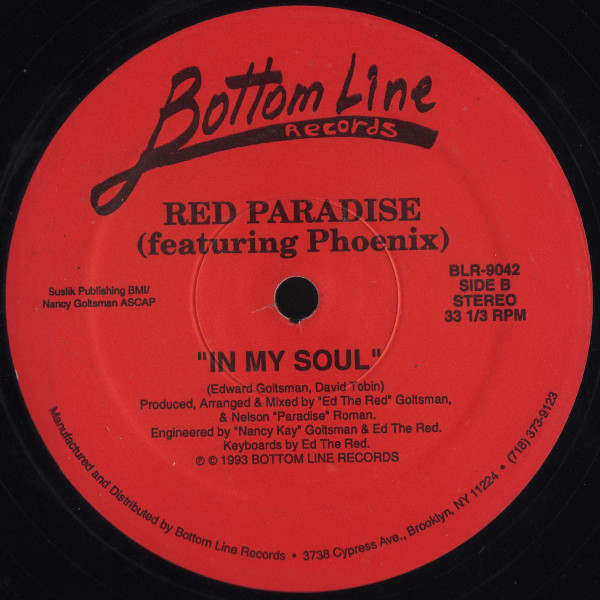 Bottom Line
Records
RED PARADISE
(featuring Phoenix)
Suslik Publishing BMI/
Nancy Goltsman ASCAP
BLR-9042
SIDE B
STEREO
33 1/3 RPM
"IN MY SOUL"
(Edward Goltsman, David Tobin)
Produced, Arranged & Mixed by "Ed The Red" Goltsman,
& Nelson "Paradise" Roman.
Engineered by "Nancy Kay" Goltsman & Ed The Red.
Keyboards by Ed The Red.
℗ © 1993 BOTTOM LINE RECORDS
Manufactured and Distributed by Bottom Line Records • 3738 Cypress Ave., Brooklyn, NY 11224 • (718) 373-9123